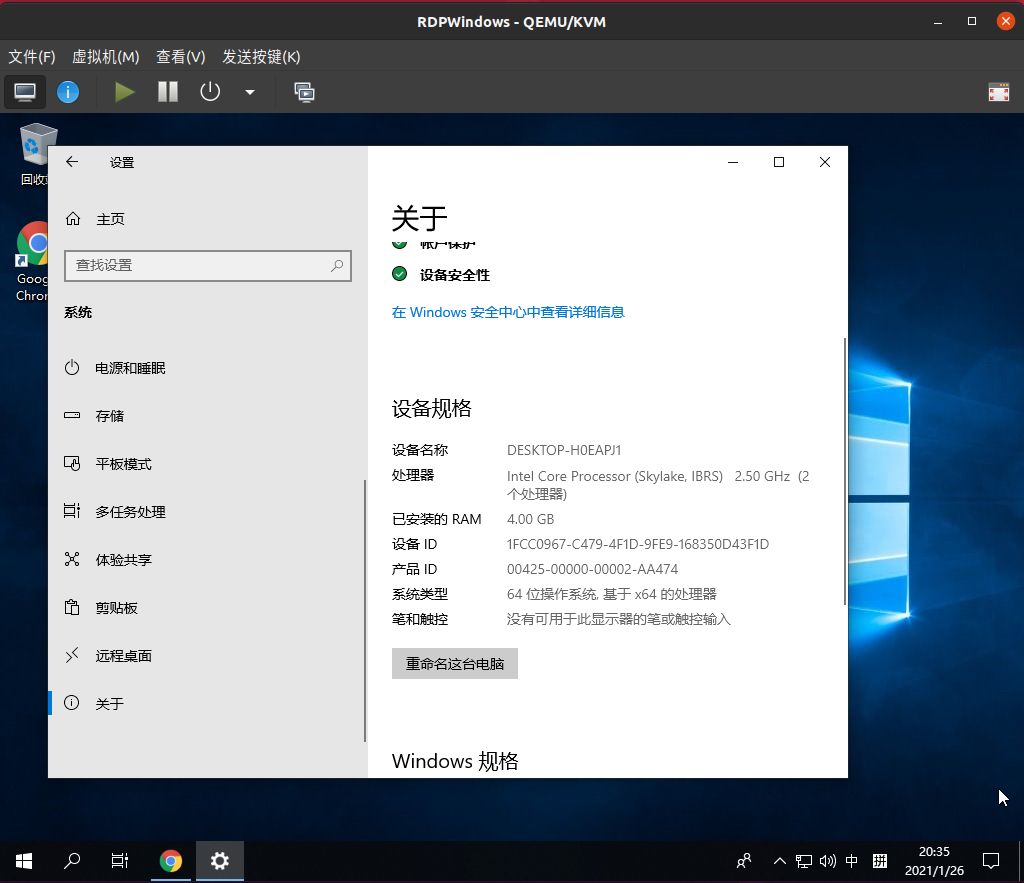 RDPWindows - QEMU/KVM
文件(F) 虚拟机(M) 查看(V) 发送按键(K)
回收
Goog
Chron
设置
主页
查找设置
系统
电源和睡眠
存储
平板模式
多任务处理
体验共享
剪贴板
远程桌面
关于
关于
帐户保护
设备安全性
在 Windows 安全中心中查看详细信息
设备规格
设备名称 DESKTOP-H0EAPJ1
处理器 Intel Core Processor (Skylake, IBRS) 2.50 GHz (2
个处理器)
已安装的 RAM 4.00 GB
设备 ID 1FCC0967-C479-4F1D-9FE9-168350D43F1D
产品 ID 00425-00000-00002-AA474
系统类型 64 位操作系统, 基于 x64 的处理器
笔和触控 没有可用于此显示器的笔或触控输入
重命名这台电脑
Windows 规格
中 拼
20:35
2021/1/26